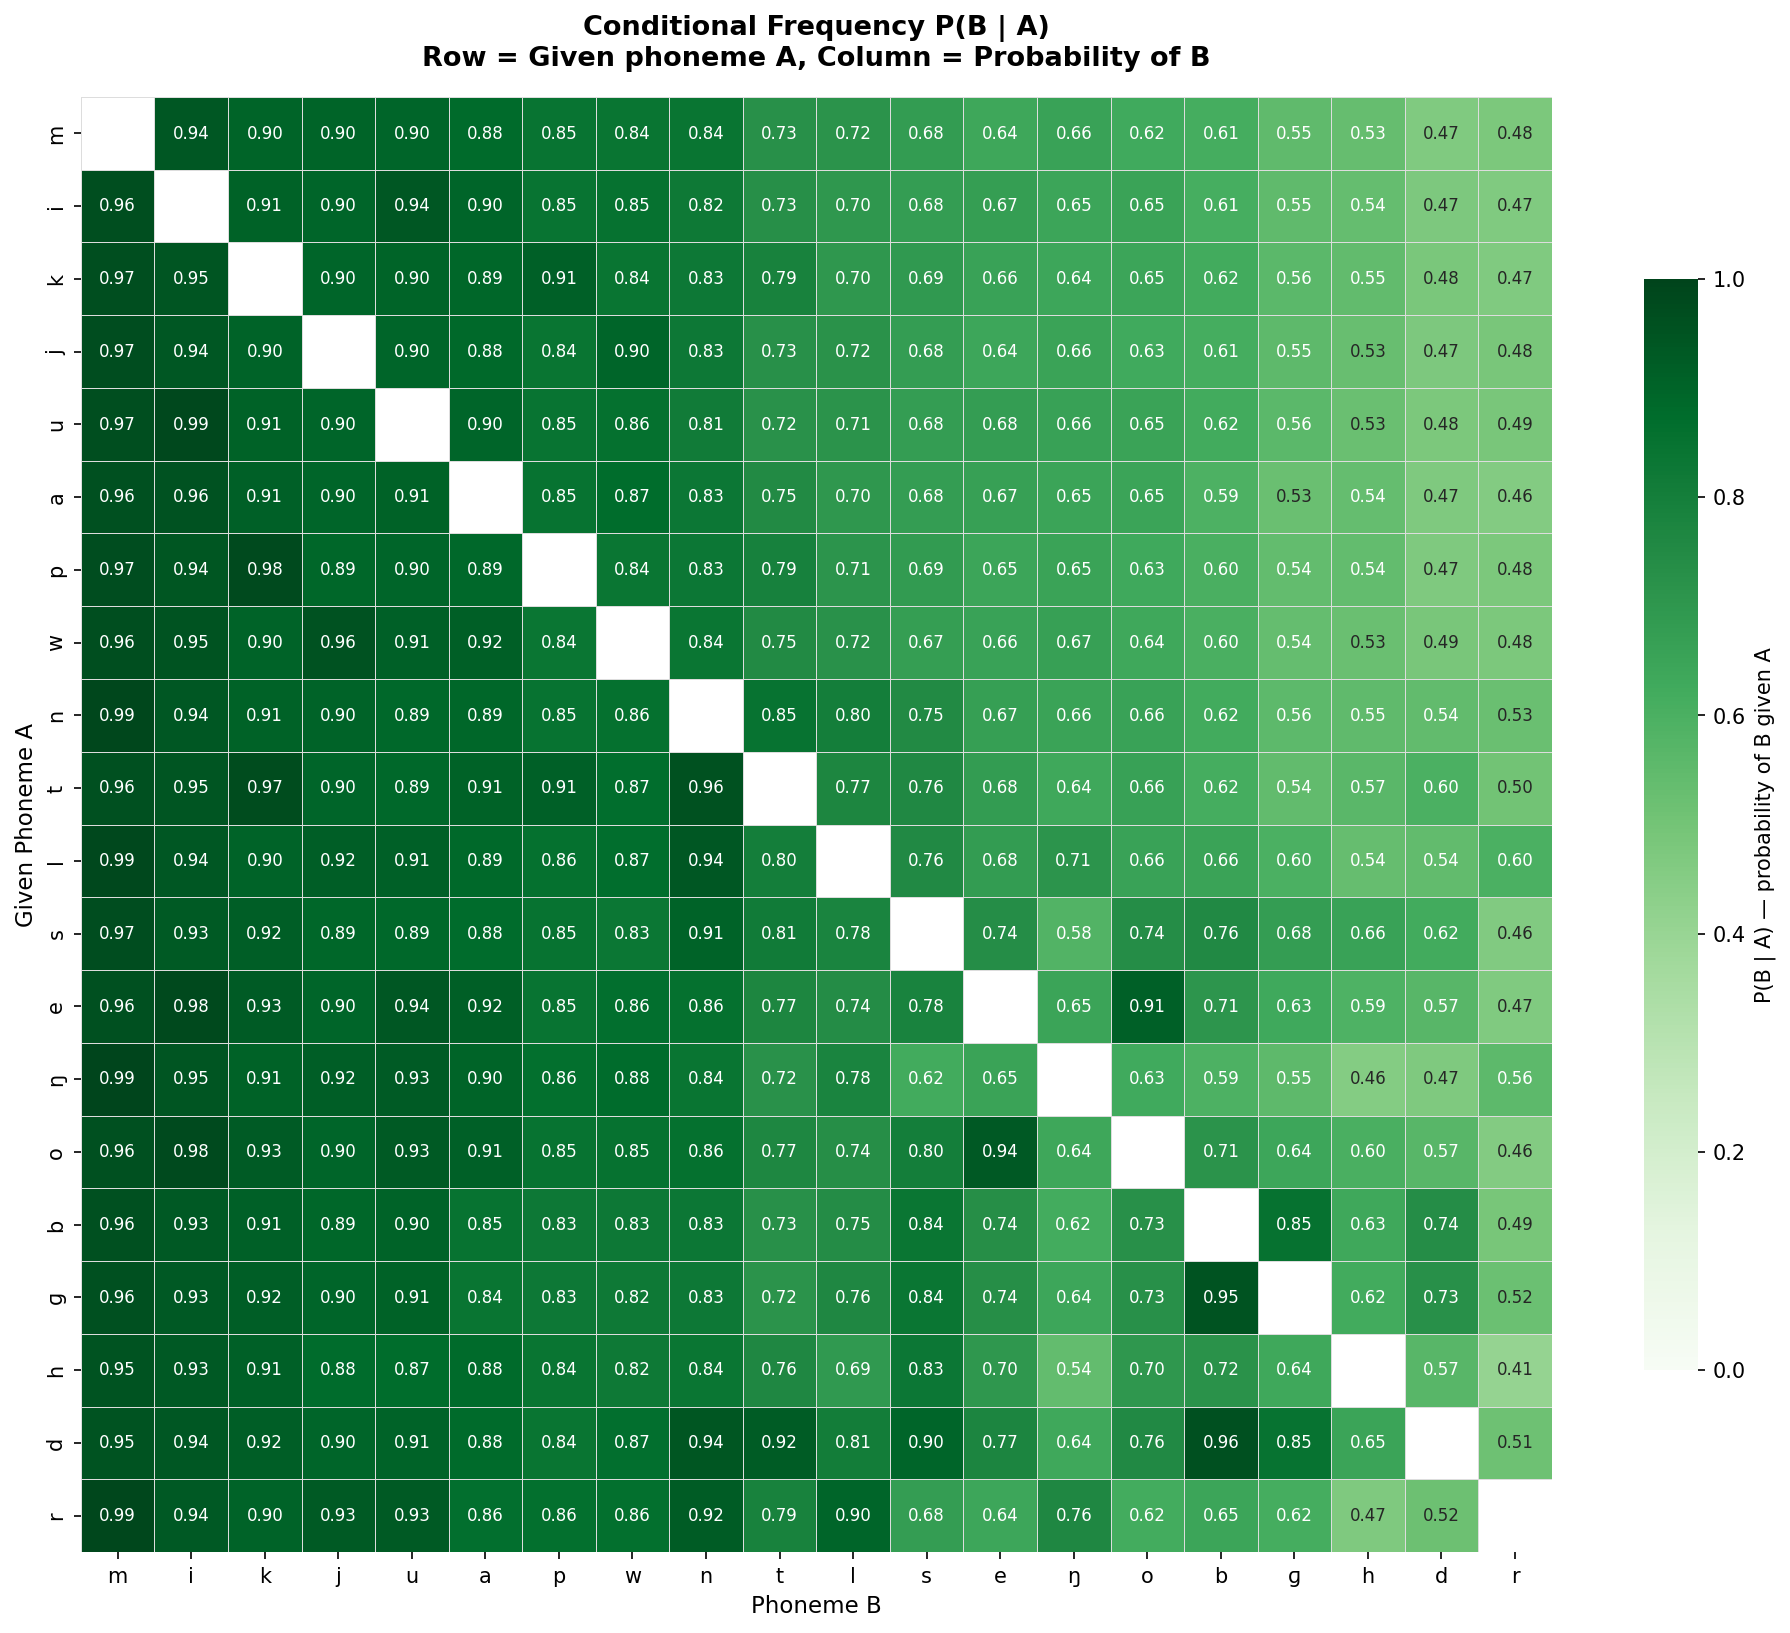 Conditional Frequency P(B | A)
Row = Given phoneme A, Column = Probability of B
m 0.94 0.90 0.90 0.90 0.88 0.85 0.84 0.84 0.73 0.72 0.68 0.64 0.66 0.62 0.61 0.55 0.53 0.47 0.48
i 0.96 0.91 0.90 0.94 0.90 0.85 0.85 0.82 0.73 0.70 0.68 0.67 0.65 0.65 0.61 0.55 0.54 0.47 0.47
k 0.97 0.95 0.90 0.90 0.89 0.91 0.84 0.83 0.79 0.70 0.69 0.66 0.64 0.65 0.62 0.56 0.55 0.48 0.47
j 0.97 0.94 0.90 0.90 0.88 0.84 0.90 0.83 0.73 0.72 0.68 0.64 0.66 0.63 0.61 0.55 0.53 0.47 0.48
u 0.97 0.99 0.91 0.90 0.90 0.85 0.86 0.81 0.72 0.71 0.68 0.68 0.66 0.65 0.62 0.56 0.53 0.48 0.49
a 0.96 0.96 0.91 0.90 0.91 0.85 0.87 0.83 0.75 0.70 0.68 0.67 0.65 0.65 0.59 0.53 0.54 0.47 0.46
p 0.97 0.94 0.98 0.89 0.90 0.89 0.84 0.83 0.79 0.71 0.69 0.65 0.65 0.63 0.60 0.54 0.54 0.47 0.48
w 0.96 0.95 0.90 0.96 0.91 0.92 0.84 0.84 0.75 0.72 0.67 0.66 0.67 0.64 0.60 0.54 0.53 0.49 0.48
n 0.99 0.94 0.91 0.90 0.89 0.89 0.85 0.86 0.85 0.80 0.75 0.67 0.66 0.66 0.62 0.56 0.55 0.54 0.53
t 0.96 0.95 0.97 0.90 0.89 0.91 0.91 0.87 0.96 0.77 0.76 0.68 0.64 0.66 0.62 0.54 0.57 0.60 0.50
l 0.99 0.94 0.90 0.92 0.91 0.89 0.86 0.87 0.94 0.80 0.76 0.68 0.71 0.66 0.66 0.60 0.54 0.54 0.60
s 0.97 0.93 0.92 0.89 0.89 0.88 0.85 0.83 0.91 0.81 0.78 0.74 0.58 0.74 0.76 0.68 0.66 0.62 0.46
e 0.96 0.98 0.93 0.90 0.94 0.92 0.85 0.86 0.86 0.77 0.74 0.78 0.65 0.91 0.71 0.63 0.59 0.57 0.47
ŋ 0.99 0.95 0.91 0.92 0.93 0.90 0.86 0.88 0.84 0.72 0.78 0.62 0.65 0.63 0.59 0.55 0.46 0.47 0.56
o 0.96 0.98 0.93 0.90 0.93 0.91 0.85 0.85 0.86 0.77 0.74 0.80 0.94 0.64 0.71 0.64 0.60 0.57 0.46
b 0.96 0.93 0.91 0.89 0.90 0.85 0.83 0.83 0.83 0.73 0.75 0.84 0.74 0.62 0.73 0.85 0.63 0.74 0.49
ɡ 0.96 0.93 0.92 0.90 0.91 0.84 0.83 0.82 0.83 0.72 0.76 0.84 0.74 0.64 0.73 0.95 0.62 0.73 0.52
h 0.95 0.93 0.91 0.88 0.87 0.88 0.84 0.82 0.84 0.76 0.69 0.83 0.70 0.54 0.70 0.72 0.64 0.57 0.41
d 0.95 0.94 0.92 0.90 0.91 0.88 0.84 0.87 0.94 0.92 0.81 0.90 0.77 0.64 0.76 0.96 0.85 0.65 0.51
r 0.99 0.94 0.90 0.93 0.93 0.86 0.86 0.86 0.92 0.79 0.90 0.68 0.64 0.76 0.62 0.65 0.62 0.47 0.52
m i k j u a p w n t l s e ŋ o b ɡ h d r
Phoneme B
Given Phoneme A
1.0
0.8
0.6
0.4
0.2
0.0
P(B | A) — probability of B given A